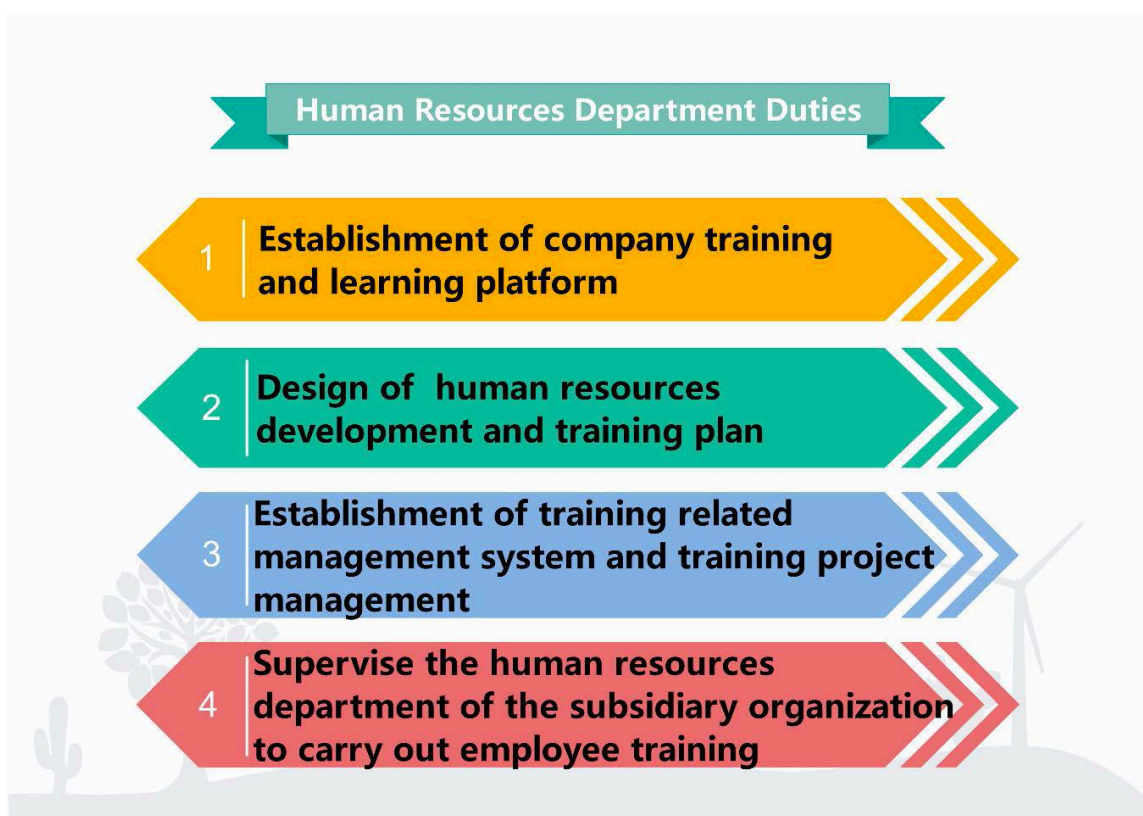 Human Resources Department Duties
1
Establishment of company training
and learning platform
2
Design of  human resources
development and training plan
3
Establishment of training related
management system and training project
management
4
Supervise the human resources
department of the subsidiary organization
to carry out employee training